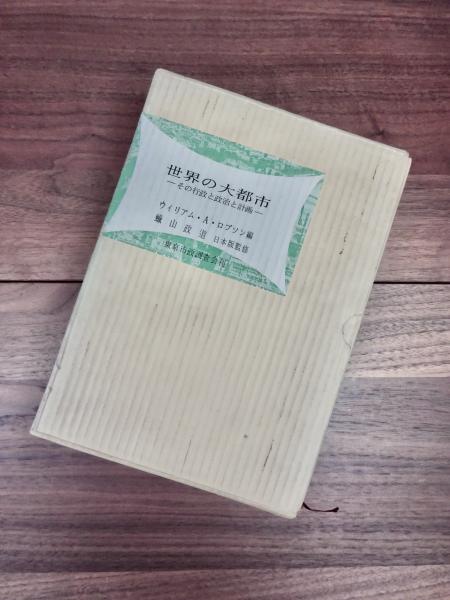 世界の大都市
―その行政と政治と計画―
ウィリアム・A・ロブソン編
蠟山政道 日本版監修
東京市政調査会刊